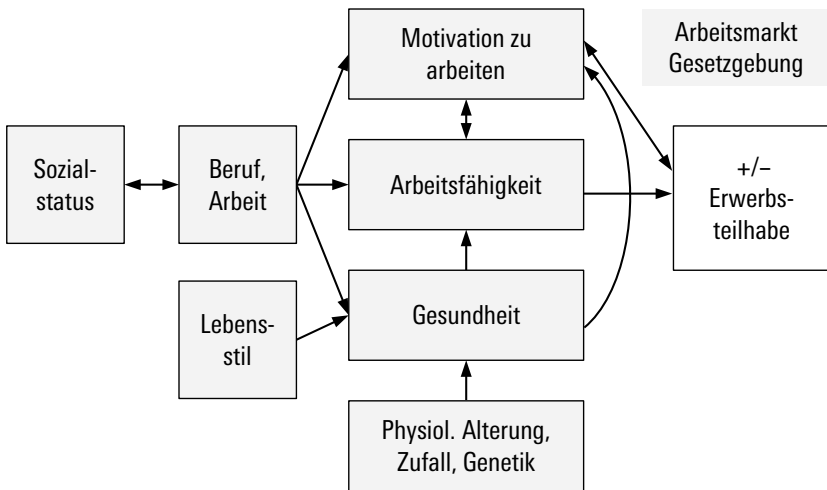 Motivation zu
arbeiten
Arbeitsmarkt
Gesetzgebung
Sozial-
status
Beruf,
Arbeit
Arbeitsfähigkeit
+/–
Erwerbs-
teilhabe
Lebens-
stil
Gesundheit
Physiol. Alterung,
Zufall, Genetik